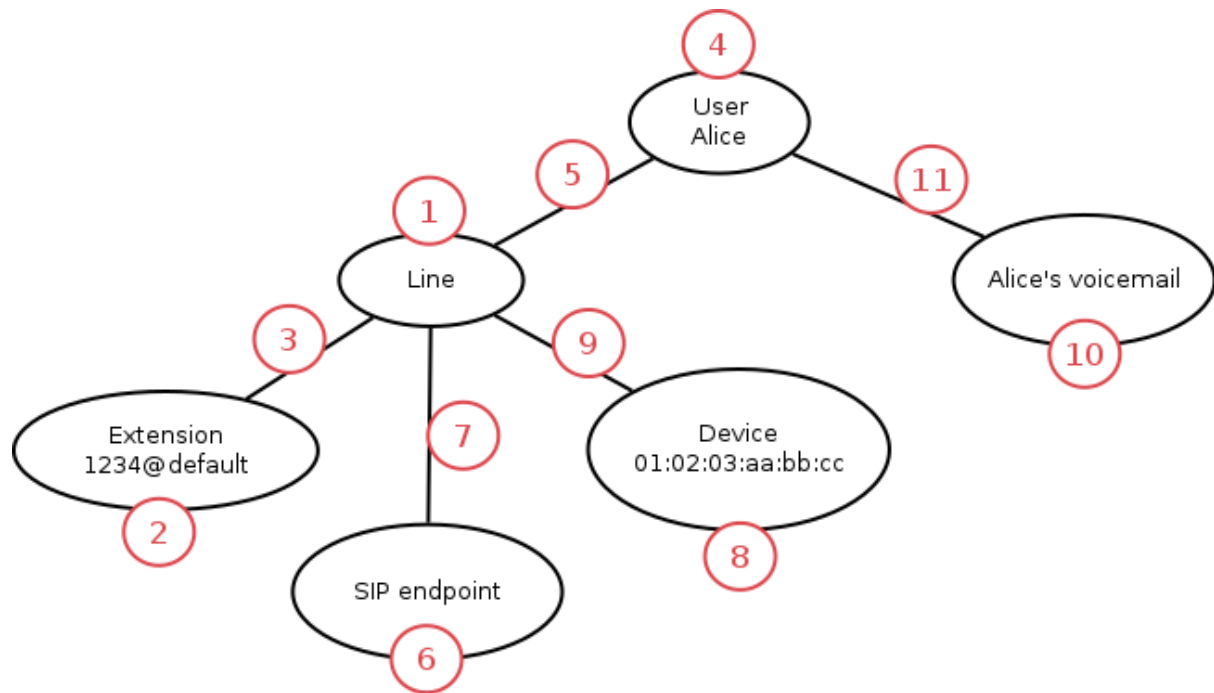 4
User
Alice
5
11
1
Line
Alice's voicemail
3
9
10
Extension
1234@default
7
Device
01:02:03:aa:bb:cc
2
8
SIP endpoint
6